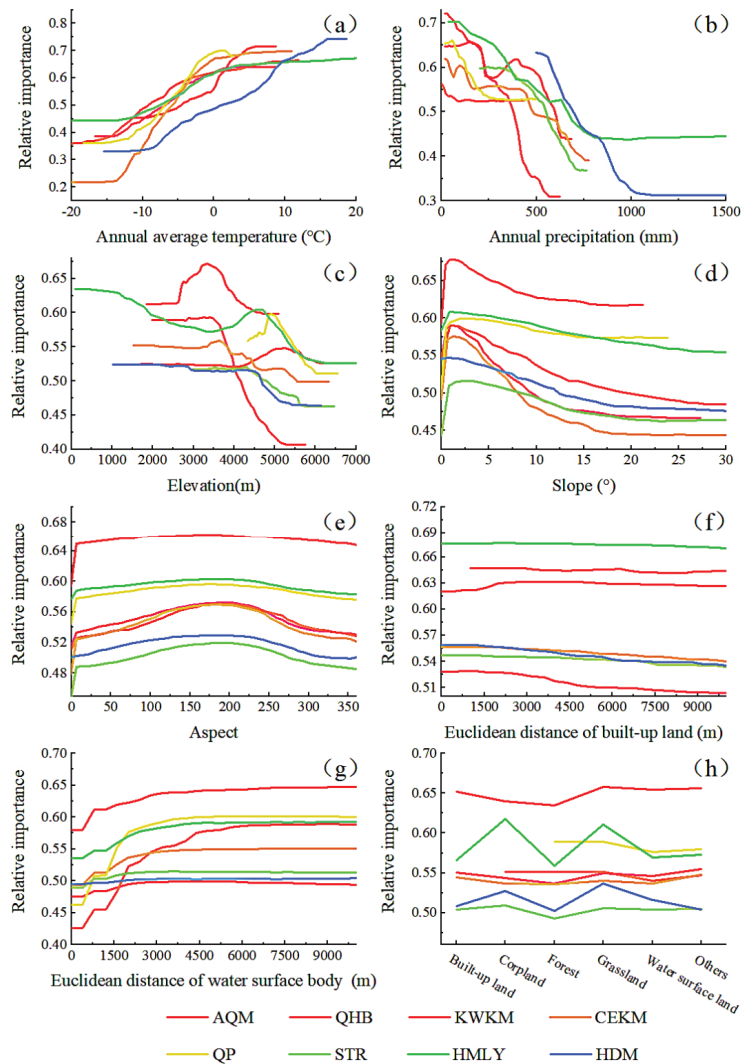 (a)
Relative importance
0.8
0.7
0.6
0.5
0.4
0.3
0.2
-20 -10 0 10 20
Annual average temperature (°C)
(b)
Relative importance
0.7
0.6
0.5
0.4
0.3
0 500 1000 1500
Annual precipitation (mm)
(c)
Relative importance
0.65
0.60
0.55
0.50
0.45
0.40
0 1000 2000 3000 4000 5000 6000 7000
Elevation(m)
(d)
Relative importance
0.65
0.60
0.55
0.50
0.45
0 5 10 15 20 25 30
Slope (°)
(e)
Relative importance
0.68
0.64
0.60
0.56
0.52
0.48
0 50 100 150 200 250 300 350
Aspect
(f)
Relative importance
0.72
0.69
0.66
0.63
0.57
0.54
0.51
0 1500 3000 4500 6000 7500 9000
Euclidean distance of built-up land (m)
(g)
Relative importance
0.70
0.65
0.60
0.55
0.50
0.45
0.40
0 1500 3000 4500 6000 7500 9000
Euclidean distance of water surface body (m)
(h)
Relative importance
0.70
0.65
0.60
0.55
0.50
Built-up land
Corpland
Forest
Grassland
Water surface land
Others
AQM QHB KWKM CEKM
QP STR HMLY HDM